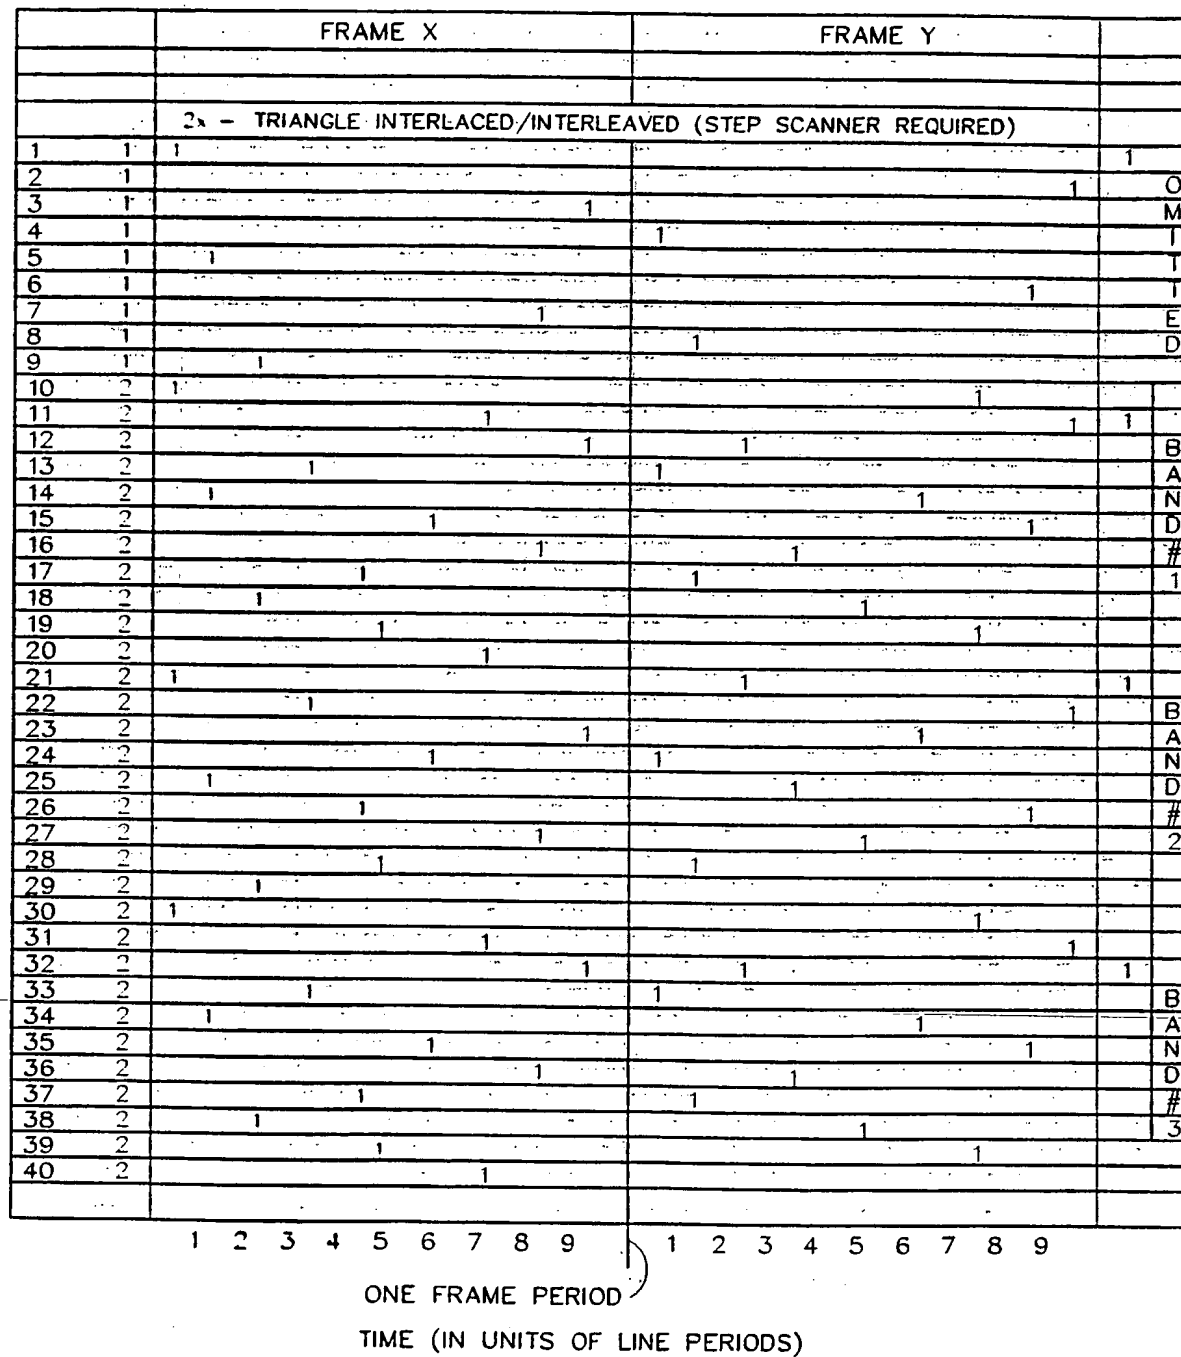 FRAME X FRAME Y
2x - TRIANGLE INTERLACED/INTERLEAVED (STEP SCANNER REQUIRED)
1 1 1 1
2 1 1 O
3 1 1 M
4 1 1 I
5 1 1 T
6 1 1 T
7 1 1 E
8 1 1 D
9 1 1
10 2 1 1
11 2 1 1 1
12 2 1 1 B
13 2 1 1 A
14 2 1 1 N
15 2 1 1 D
16 2 1 1 #
17 2 1 1 1
18 2 1 1
19 2 1 1
20 2 1
21 2 1 1 1
22 2 1 1 B
23 2 1 1 A
24 2 1 1 N
25 2 1 1 D
26 2 1 1 #
27 2 1 1 2
28 2 1 1
29 2 1
30 2 1 1
31 2 1 1
32 2 1 1 1
33 2 1 1 B
34 2 1 1 A
35 2 1 1 N
36 2 1 1 D
37 2 1 1 #
38 2 1 1 3
39 2 1 1
40 2 1
1 2 3 4 5 6 7 8 9 1 2 3 4 5 6 7 8 9
ONE FRAME PERIOD
TIME (IN UNITS OF LINE PERIODS)